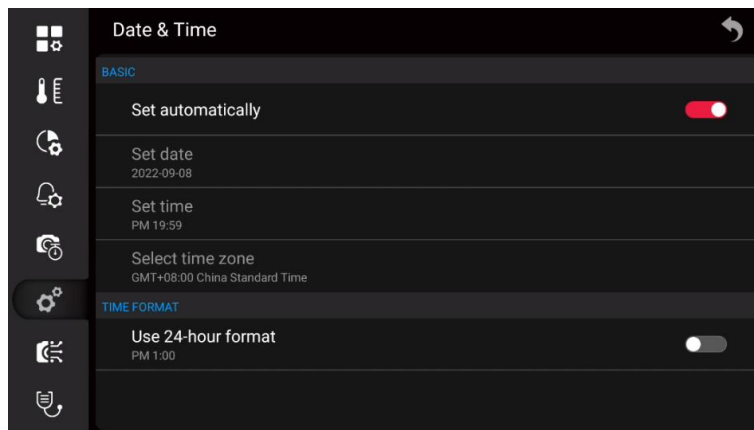 Date & Time
BASIC
Set automatically
Set date
2022-09-08
Set time
PM 19:59
Select time zone
GMT+08:00 China Standard Time
TIME FORMAT
Use 24-hour format
PM 1:00